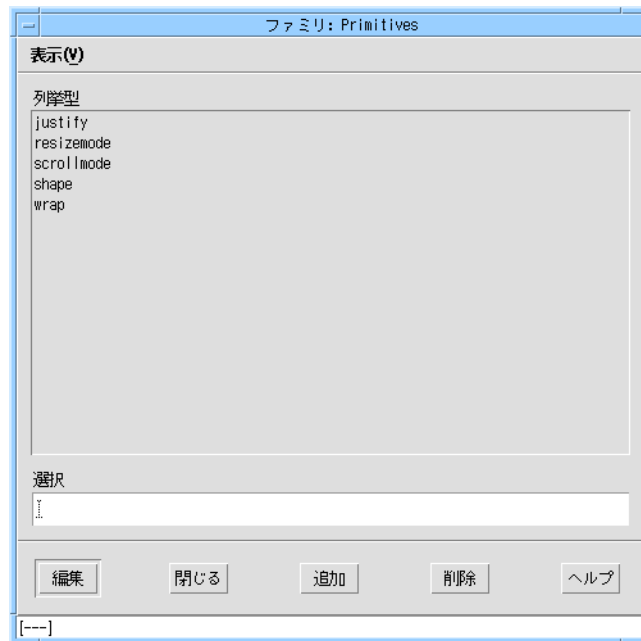 ファミリ: Primitives
表示(V)
列挙型
justify
resizemode
scrollmode
shape
wrap
選択
編集 閉じる 追加 削除 ヘルプ
[---]